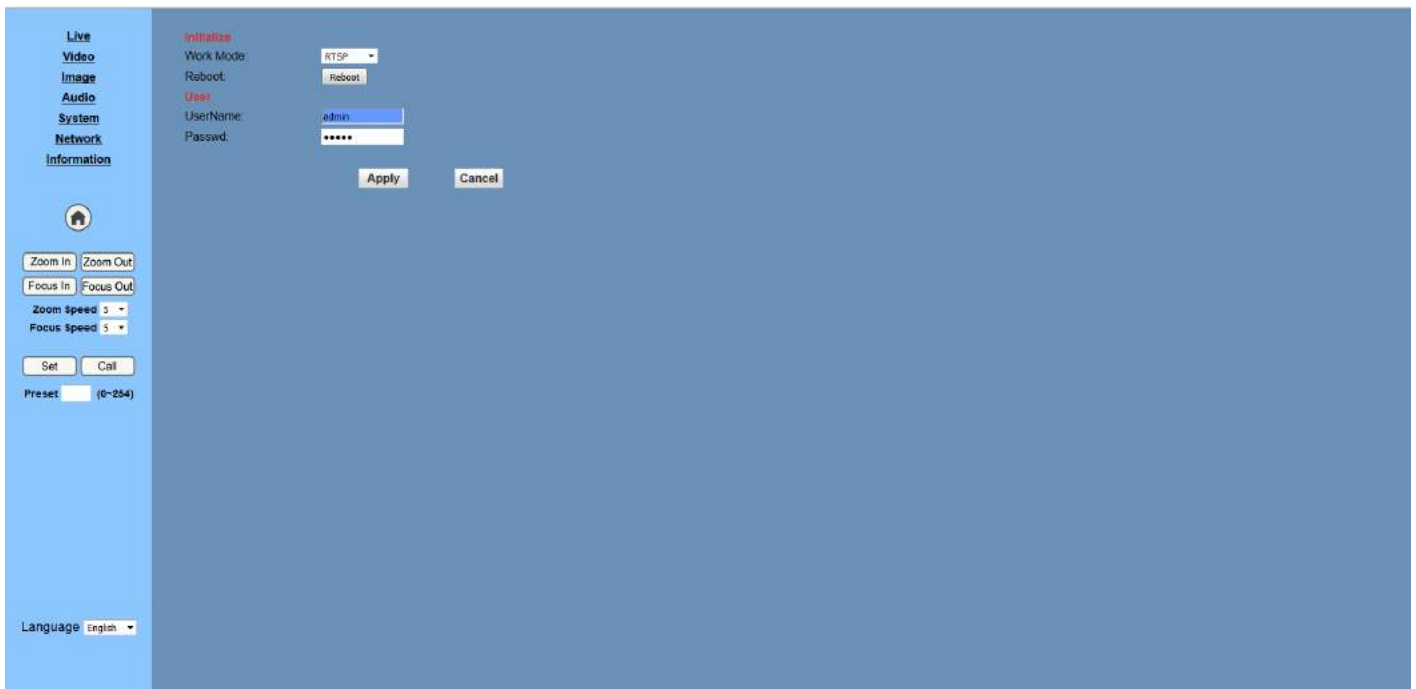 Live
Video
Image
Audio
System
Network
Information
Zoom In Zoom Out
Focus In Focus Out
Zoom Speed 5
Focus Speed 5
Set Call
Preset (0~254)
Language English
Initialize
Work Mode: RTSP
Reboot: Reboot
User
UserName: admin
Passwd: •••••
Apply Cancel